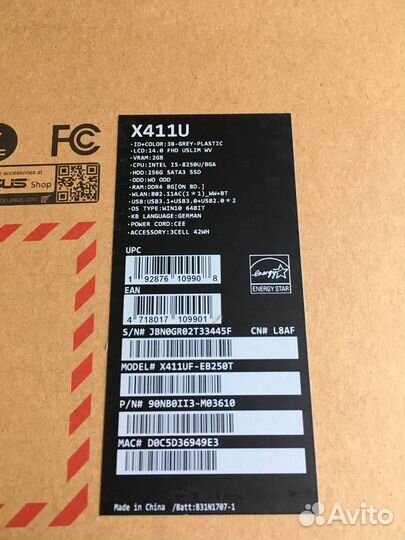 X411U
·ID+COLOR:3B-GREY-PLASTIC
·LCD:14.0 FHD USLIM WV
·VRAM:2GB
·CPU:INTEL I5-8250U/BGA
·HDD:256G SATA3 SSD
·ODD:WO ODD
·RAM:DDR4 8G[ON BD.]
·WLAN:802.11AC(1*1)_WW+BT
·USB:USB3.1+USB3.0+USB2.0*2
·OS TYPE:WIN10 64BIT
·KB LANGUAGE:GERMAN
·POWER CORD:CEE
·ACCESSORY:3CELL 42WH
UPC
1 92876 10990 8
EAN
4 718017 109901
S/N# JBN0GR02T33445F CN# L8AF
MODEL# X411UF-EB250T
P/N# 90NB0II3-M03610
MAC# D0C5D36949E3
Made in China /Batt:B31N1707-1
energy
ENERGY STAR
FC
accessories at
Shop
Avito